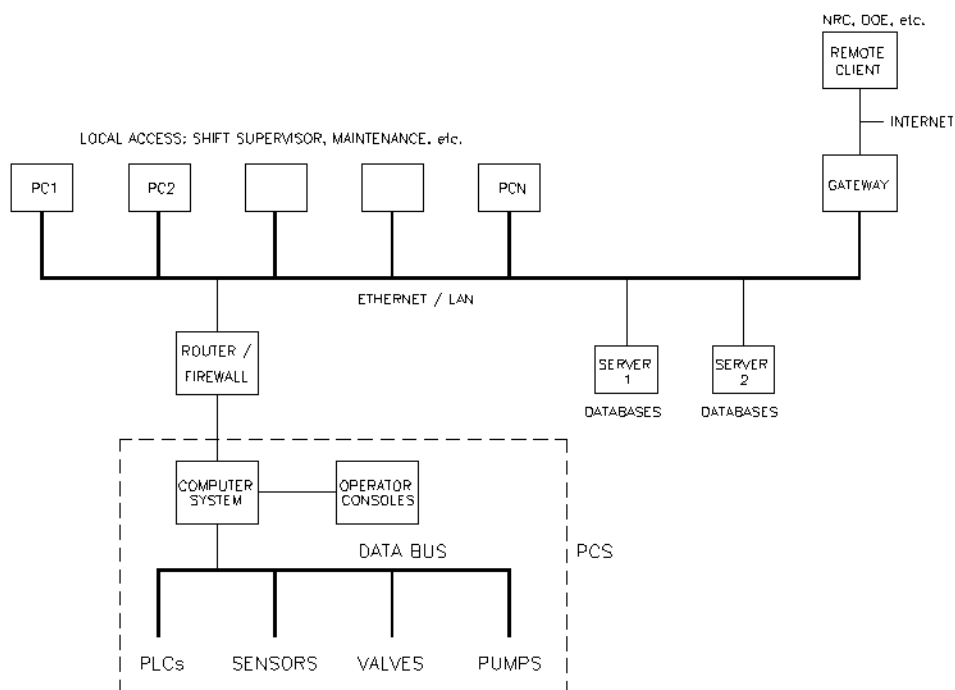 NRC, DOE, etc.
REMOTE
CLIENT
INTERNET
LOCAL ACCESS: SHIFT SUPERVISOR, MAINTENANCE, etc.
PC1
PC2
PCN
GATEWAY
ETHERNET / LAN
ROUTER /
FIREWALL
SERVER
1
SERVER
2
DATABASES
DATABASES
COMPUTER
SYSTEM
OPERATOR
CONSOLES
DATA BUS
PCS
PLCs
SENSORS
VALVES
PUMPS